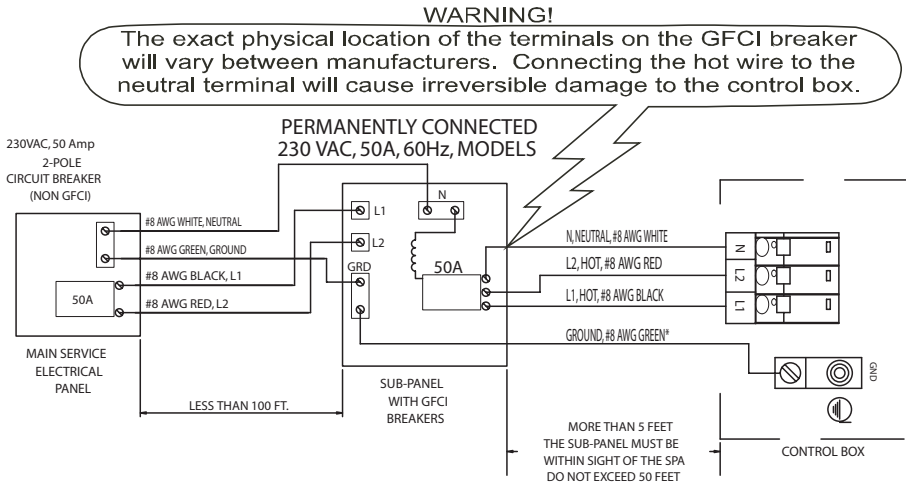 WARNING!
The exact physical location of the terminals on the GFCI breaker
will vary between manufacturers. Connecting the hot wire to the
neutral terminal will cause irreversible damage to the control box.
PERMANENTLY CONNECTED
230 VAC, 50A, 60Hz, MODELS
230VAC, 50 Amp
2-POLE
CIRCUIT BREAKER
(NON GFCI)
#8 AWG WHITE, NEUTRAL
#8 AWG GREEN, GROUND
#8 AWG BLACK, L1
#8 AWG RED, L2
50A
MAIN SERVICE
ELECTRICAL
PANEL
LESS THAN 100 FT.
N
L1
L2
GRD
50A
SUB-PANEL
WITH GFCI
BREAKERS
N, NEUTRAL, #8 AWG WHITE
L2, HOT, #8 AWG RED
L1, HOT, #8 AWG BLACK
GROUND, #8 AWG GREEN*
N
L2
L1
GND
MORE THAN 5 FEET
THE SUB-PANEL MUST BE
WITHIN SIGHT OF THE SPA
DO NOT EXCEED 50 FEET
CONTROL BOX